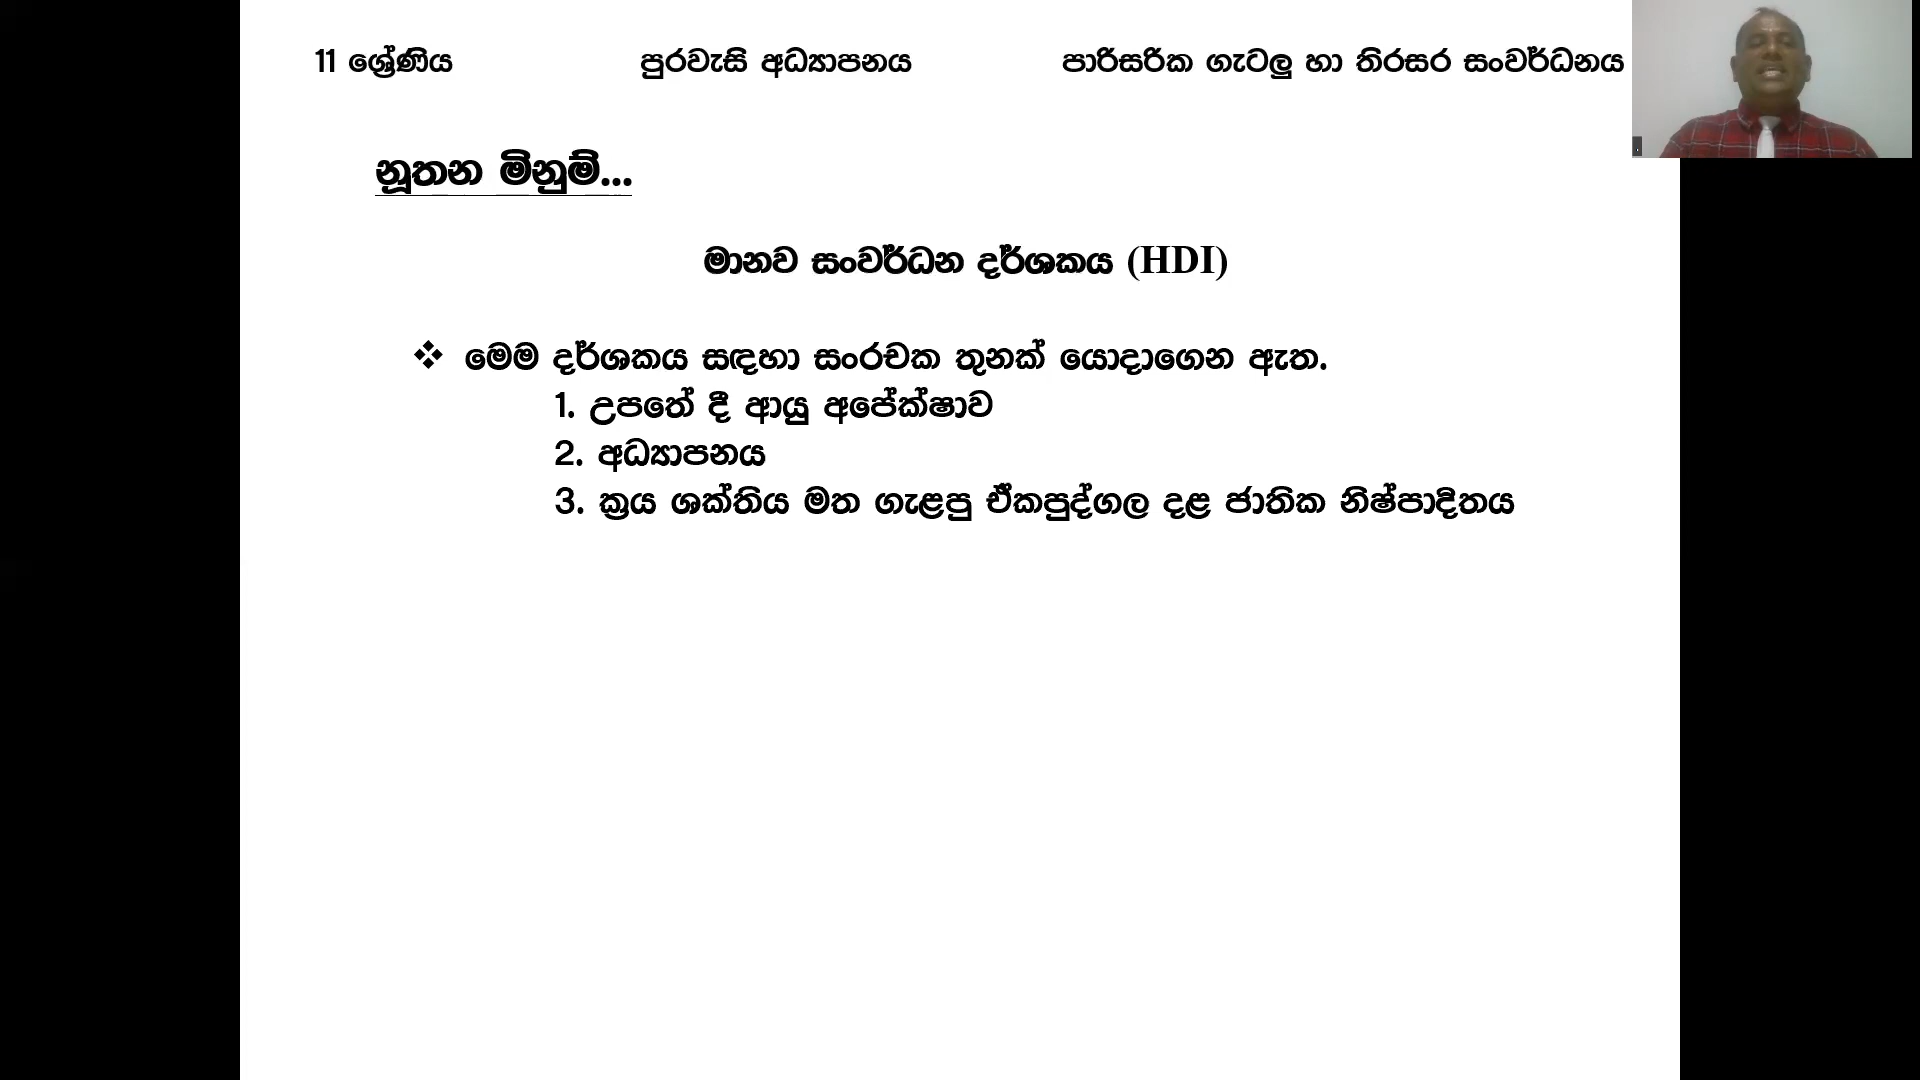 11 ශ්‍රේණිය පුරවැසි අධ්‍යාපනය පාරිසරික ගැටලු හා තිරසර සංවර්ධනය
නූතන මිනුම්...
මානව සංවර්ධන දර්ශකය (HDI)
❖ මෙම දර්ශකය සඳහා සංරචක තුනක් යොදාගෙන ඇත.
1. උපතේ දී ආයු අපේක්ෂාව
2. අධ්‍යාපනය
3. ක්‍රය ශක්තිය මත ගැළපු ඒකපුද්ගල දළ ජාතික නිෂ්පාදිතය